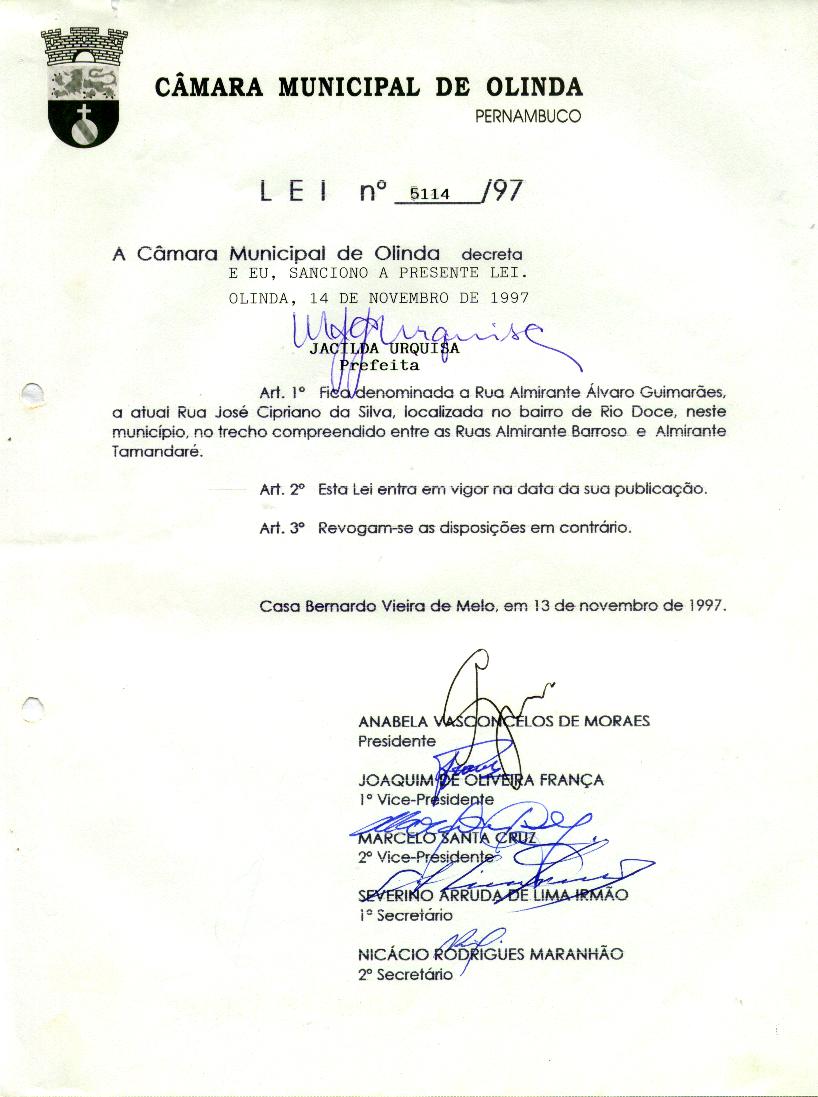 CÂMARA MUNICIPAL DE OLINDA
PERNAMBUCO
LEI nº 5114/97
A Câmara Municipal de Olinda decreta
E EU, SANCIONO A PRESENTE LEI.
OLINDA, 14 DE NOVEMBRO DE 1997
JACILDA URQUISA
Prefeita
Art. 1º Fica denominada a Rua Almirante Álvaro Guimarães,
a atual Rua José Cipriano da Silva, localizada no bairro de Rio Doce, neste
município, no trecho compreendido entre as Ruas Almirante Barroso e Almirante
Tamandaré.
Art. 2º Esta Lei entra em vigor na data da sua publicação.
Art. 3º Revogam-se as disposições em contrário.
Casa Bernardo Vieira de Melo, em 13 de novembro de 1997.
ANABELA VASCONCELOS DE MORAES
Presidente
JOAQUIM DE OLIVEIRA FRANÇA
1º Vice-Presidente
MARCELO SANTA CRUZ
2º Vice-Presidente
SEVERINO ARRUDA DE LIMA IRMÃO
1º Secretário
NICÁCIO RODRIGUES MARANHÃO
2º Secretário